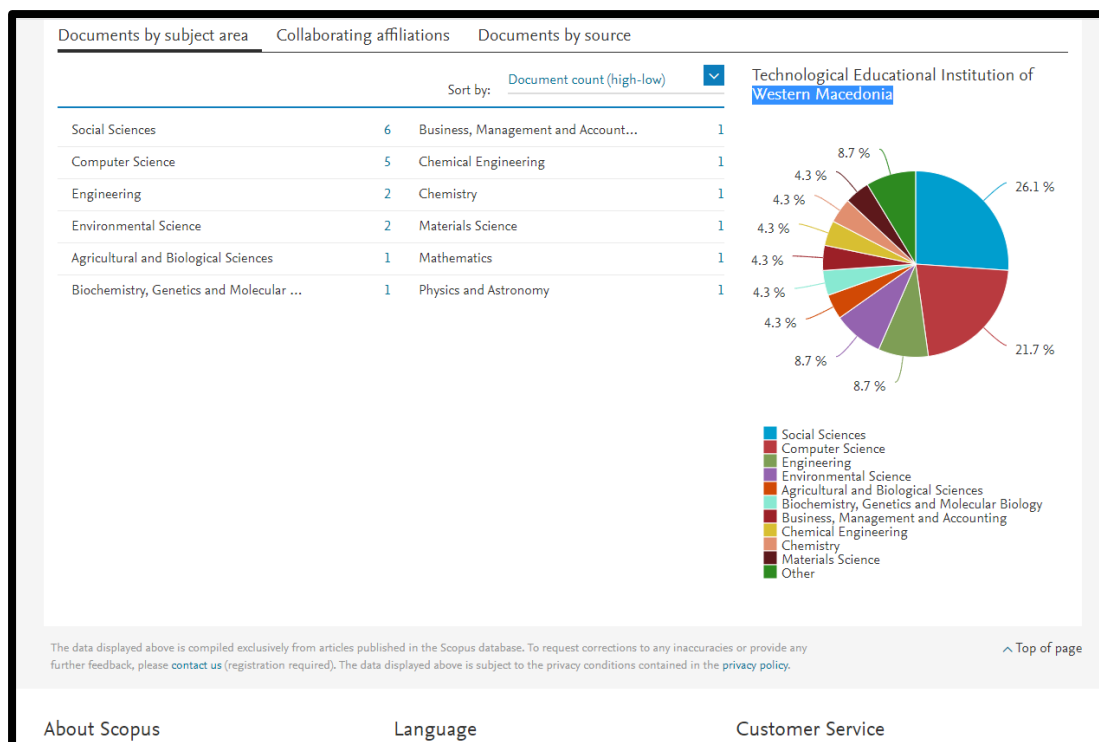 Documents by subject area Collaborating affiliations Documents by source
Sort by: Document count (high-low)
Social Sciences 6 Business, Management and Account... 1
Computer Science 5 Chemical Engineering 1
Engineering 2 Chemistry 1
Environmental Science 2 Materials Science 1
Agricultural and Biological Sciences 1 Mathematics 1
Biochemistry, Genetics and Molecular ... 1 Physics and Astronomy 1
Technological Educational Institution of
Western Macedonia
8.7 %
4.3 %
26.1 %
4.3 %
4.3 %
4.3 %
4.3 %
4.3 %
21.7 %
8.7 %
8.7 %
Social Sciences
Computer Science
Engineering
Environmental Science
Agricultural and Biological Sciences
Biochemistry, Genetics and Molecular Biology
Business, Management and Accounting
Chemical Engineering
Chemistry
Materials Science
Other
The data displayed above is compiled exclusively from articles published in the Scopus database. To request corrections to any inaccuracies or provide any
further feedback, please contact us (registration required). The data displayed above is subject to the privacy conditions contained in the privacy policy.
Top of page
About Scopus Language Customer Service